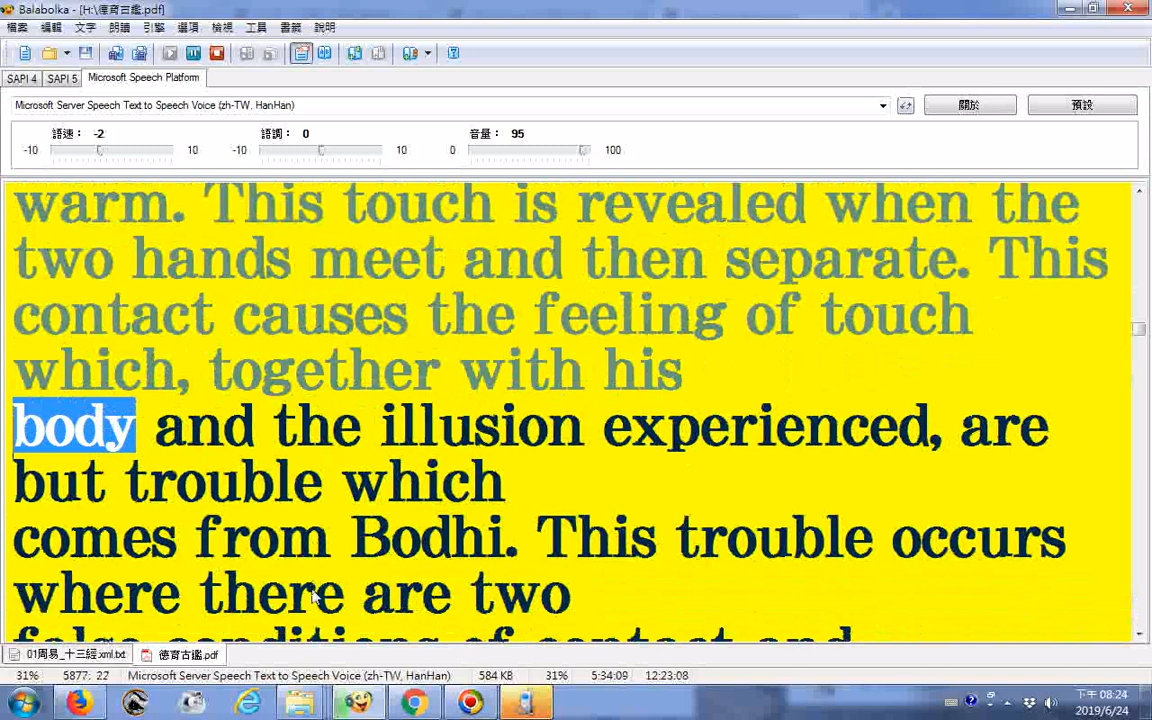 Balabolka - [H:\德育古鑑.pdf]
檔案 編輯 文字 朗讀 引擎 選項 檢視 工具 書籤 說明
SAPI 4 SAPI 5 Microsoft Speech Platform
Microsoft Server Speech Text to Speech Voice (zh-TW, HanHan) 關於 預設
語速： -2 語調： 0 音量： 95
-10 10 -10 10 0 100
warm. This touch is revealed when the
two hands meet and then separate. This
contact causes the feeling of touch
which, together with his
body and the illusion experienced, are
but trouble which
comes from Bodhi. This trouble occurs
where there are two
false conditions of contact and
01周易_十三經.xml.txt 德育古鑑.pdf
31% 5877: 22 Microsoft Server Speech Text to Speech Voice (zh-TW, HanHan) 584 KB 31% 5:34:09 12:23:08
下午 08:24
2019/6/24